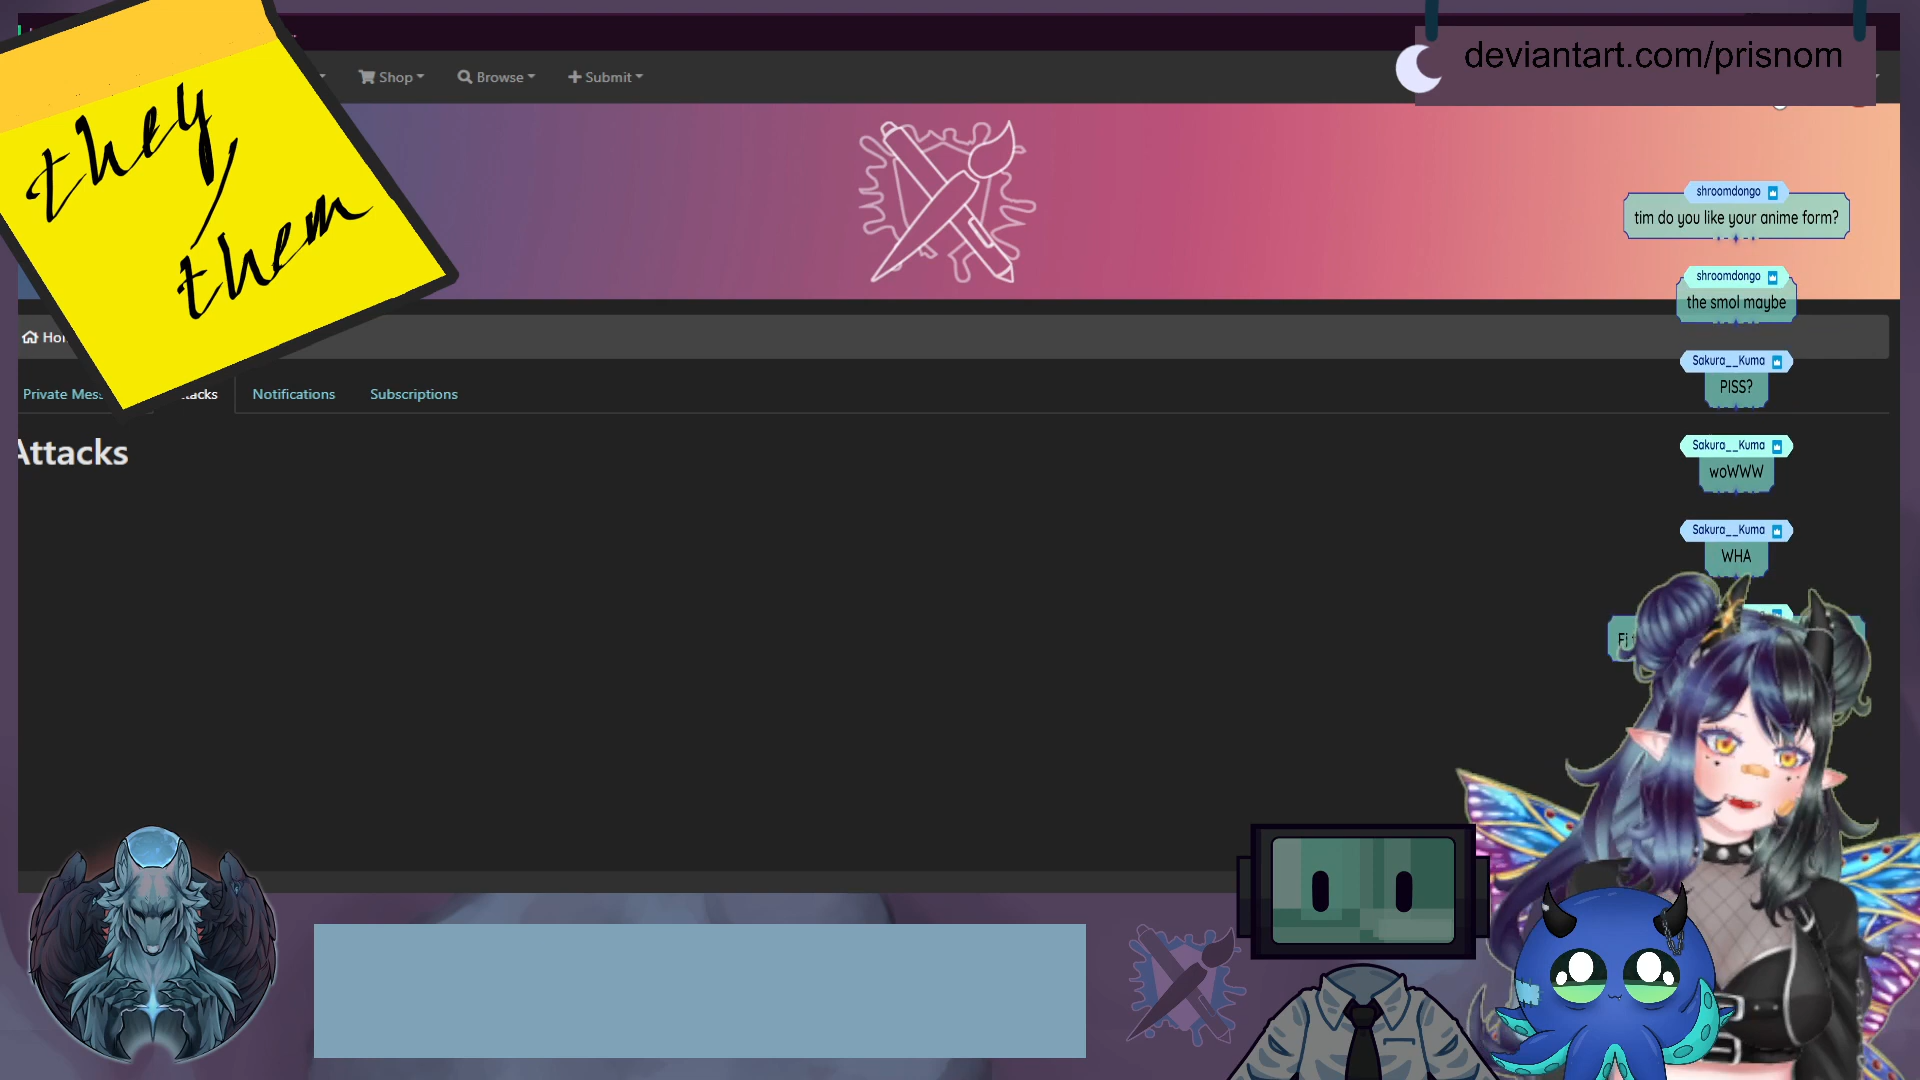 they
/
them
Shop
Browse
Submit
deviantart.com/prisnom
shroomdongo
tim do you like your anime form?
shroomdongo
the smol maybe
Sakura__Kuma
PISS?
Sakura__Kuma
woWWW
Sakura__Kuma
WHA
Private
Notifications
Subscriptions
Attacks